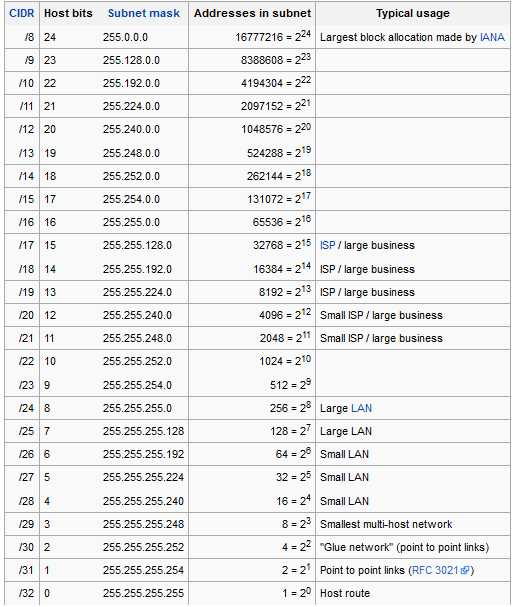 CIDR Host bits Subnet mask Addresses in subnet Typical usage
/8 24 255.0.0.0 16777216 = 2^24 Largest block allocation made by IANA
/9 23 255.128.0.0 8388608 = 2^23
/10 22 255.192.0.0 4194304 = 2^22
/11 21 255.224.0.0 2097152 = 2^21
/12 20 255.240.0.0 1048576 = 2^20
/13 19 255.248.0.0 524288 = 2^19
/14 18 255.252.0.0 262144 = 2^18
/15 17 255.254.0.0 131072 = 2^17
/16 16 255.255.0.0 65536 = 2^16
/17 15 255.255.128.0 32768 = 2^15 ISP / large business
/18 14 255.255.192.0 16384 = 2^14 ISP / large business
/19 13 255.255.224.0 8192 = 2^13 ISP / large business
/20 12 255.255.240.0 4096 = 2^12 Small ISP / large business
/21 11 255.255.248.0 2048 = 2^11 Small ISP / large business
/22 10 255.255.252.0 1024 = 2^10
/23 9 255.255.254.0 512 = 2^9
/24 8 255.255.255.0 256 = 2^8 Large LAN
/25 7 255.255.255.128 128 = 2^7 Large LAN
/26 6 255.255.255.192 64 = 2^6 Small LAN
/27 5 255.255.255.224 32 = 2^5 Small LAN
/28 4 255.255.255.240 16 = 2^4 Small LAN
/29 3 255.255.255.248 8 = 2^3 Smallest multi-host network
/30 2 255.255.255.252 4 = 2^2 "Glue network" (point to point links)
/31 1 255.255.255.254 2 = 2^1 Point to point links (RFC 3021)
/32 0 255.255.255.255 1 = 2^0 Host route